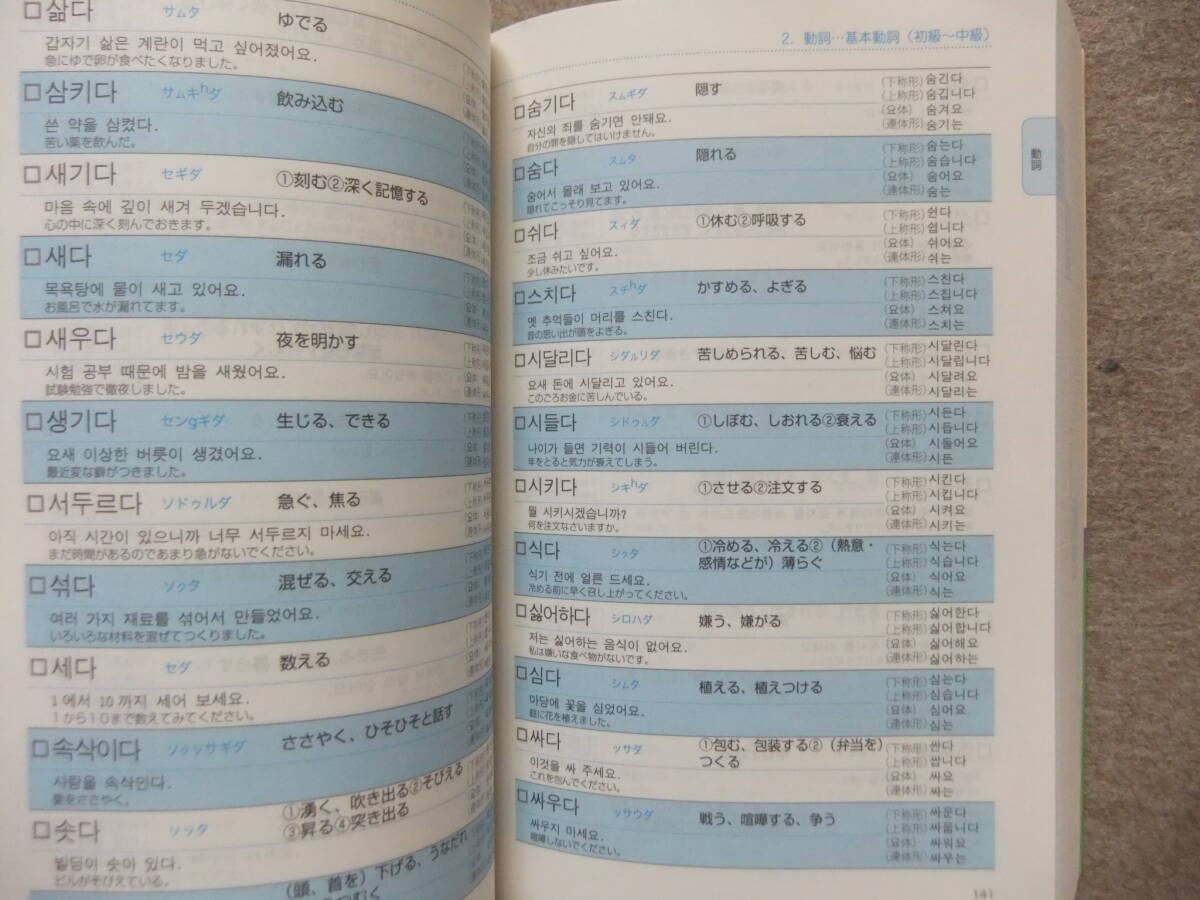 □삶다 サムタ ゆでる
갑자기 삶은 계란이 먹고 싶어졌어요.
急にゆで卵が食べたくなりました。
□삼키다 サムキhダ 飲み込む
쓴 약을 삼켰다.
苦い薬を飲んだ。
□새기다 セギダ ①刻む②深く記憶する
마음 속에 깊이 새겨 두겠습니다.
心の中に深く刻んでおきます。
□새다 セダ 漏れる
목욕탕에 물이 새고 있어요.
お風呂で水が漏れてます。
□새우다 セウダ 夜を明かす
시험 공부 때문에 밤을 새웠어요.
試験勉強で徹夜しました。
□생기다 センgギダ 生じる、できる
요새 이상한 버릇이 생겼어요.
最近変な癖がつきました。
□서두르다 ソドゥルダ 急ぐ、焦る
아직 시간이 있으니까 너무 서두르지 마세요.
まだ時間があるのであまり急がないでください。
□섞다 ソックタ 混ぜる、交える
여러 가지 재료를 섞어서 만들었어요.
いろいろな材料を混ぜてつくりました。
□세다 セダ 数える
1에서 10까지 세어 보세요.
1から10まで数えてみてください。
□속삭이다 ソクッサギダ ささやく、ひそひそと話す
사랑을 속삭인다.
愛をささやく。
□솟다 ソッタ ①湧く、吹き出る②そびえる
③昇る④突き出る
빌딩이 솟아 있다.
ビルがそびえている。
(頭、首を)下げる、うなだれ
2. 動詞…基本動詞(初級～中級)
動詞
□숨기다 スムギダ 隠す
자신의 죄를 숨기면 안돼요.
自分の罪を隠してはいけません。
(下称形)숨긴다
(上称形)숨깁니다
(요体)숨겨요
(連体形)숨기는
□숨다 スムタ 隠れる
숨어서 몰래 보고 있어요.
隠れてこっそり見てます。
(下称形)숨는다
(上称形)숨습니다
(요体)숨어요
(連体形)숨는
□쉬다 スィダ ①休む②呼吸する
조금 쉬고 싶어요.
少し休みたいです。
(下称形)쉰다
(上称形)쉽니다
(요体)쉬어요
(連体形)쉬는
□스치다 スチhダ かすめる、よぎる
옛 추억들이 머리를 스친다.
昔の思い出が頭をよぎる。
(下称形)스친다
(上称形)스칩니다
(요体)스쳐요
(連体形)스치는
□시달리다 シダルリダ 苦しめられる、苦しむ、悩む
요새 돈에 시달리고 있어요.
このごろお金に苦しんでいる。
(下称形)시달린다
(上称形)시달립니다
(요体)시달려요
(連体形)시달리는
□시들다 シドゥルダ ①しぼむ、しおれる②衰える
나이가 들면 기력이 시들어 버린다.
年をとると気力が衰えてしまう。
(下称形)시든다
(上称形)시듭니다
(요体)시들어요
(連体形)시든
□시키다 シキhダ ①させる②注文する
뭘 시키시겠습니까?
何を注文なさいますか。
(下称形)시킨다
(上称形)시킵니다
(요体)시켜요
(連体形)시키는
□식다 シクタ ①冷める、冷える②(熱意・
感情などが)薄らぐ
식기 전에 얼른 드세요.
冷める前に早く召し上がってください。
(下称形)식는다
(上称形)식습니다
(요体)식어요
(連体形)식는
□싫어하다 シロハダ 嫌う、嫌がる
저는 싫어하는 음식이 없어요.
私は嫌いな食べ物がないです。
(下称形)싫어한다
(上称形)싫어합니다
(요体)싫어해요
(連体形)싫어하는
□심다 シムタ 植える、植えつける
마당에 꽃을 심었어요.
庭に花を植えました。
(下称形)심는다
(上称形)심습니다
(요体)심어요
(連体形)심는
□싸다 ッサダ ①包む、包装する②(弁当を)
つくる
이것을 싸 주세요.
これを包んでください。
(下称形)싼다
(上称形)쌉니다
(요体)싸요
(連体形)싸는
□싸우다 ッサウダ 戦う、喧嘩する、争う
싸우지 마세요.
喧嘩しないでください。
(下称形)싸운다
(上称形)싸웁니다
(요体)싸워요
(連体形)싸우는
141